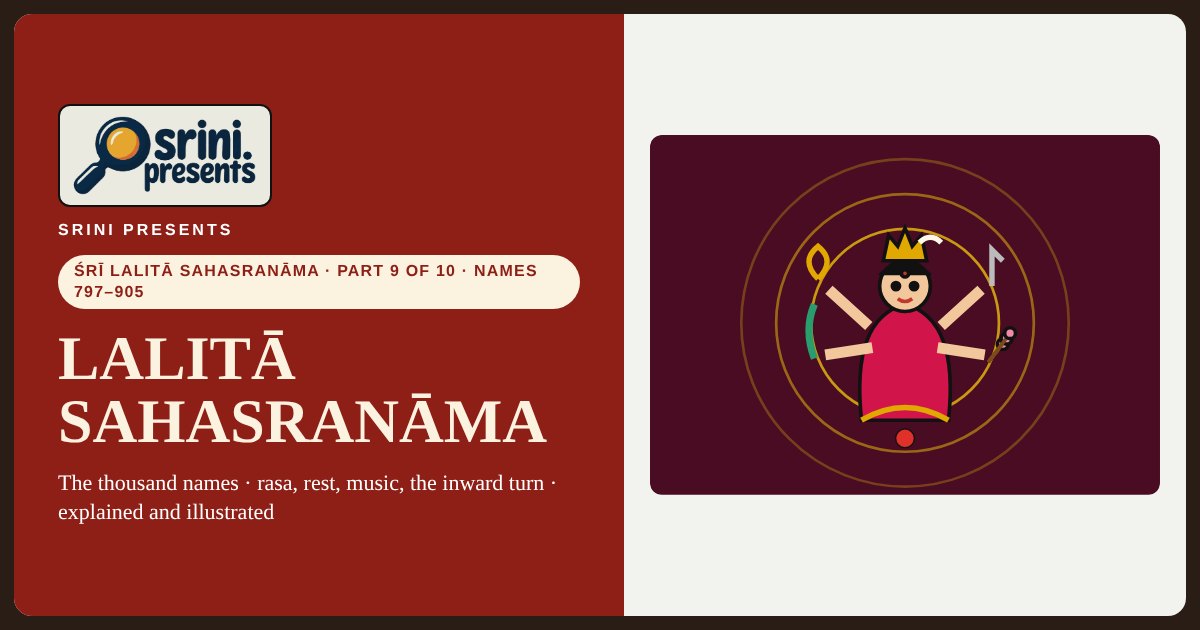 srini.
presents
SRINI PRESENTS
ŚRĪ LALITĀ SAHASRANĀMA · PART 9 OF 10 · NAMES
797–905
LALITĀ
SAHASRANĀMA
The thousand names · rasa, rest, music, the inward turn ·
explained and illustrated